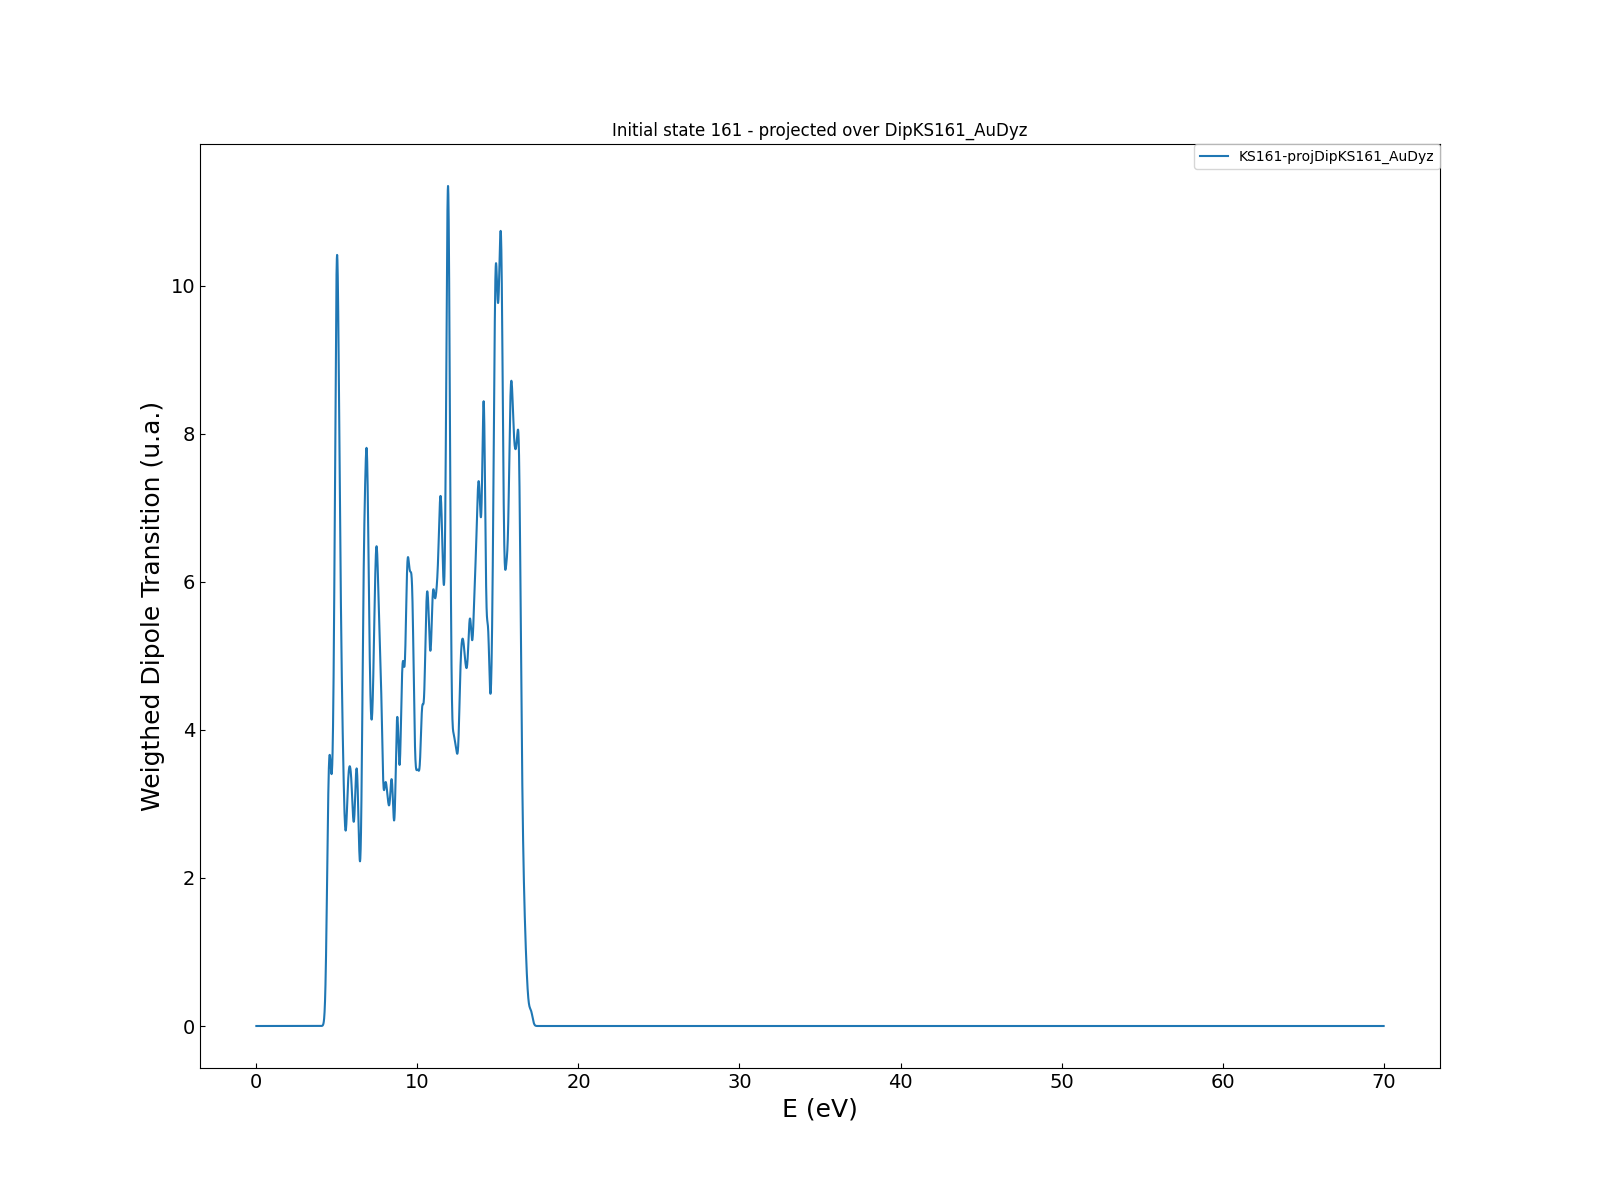 Initial state 161 - projected over DipKS161_AuDyz
KS161-projDipKS161_AuDyz
Weigthed Dipole Transition (u.a.)
10
8
6
4
2
0
0 10 20 30 40 50 60 70
E (eV)